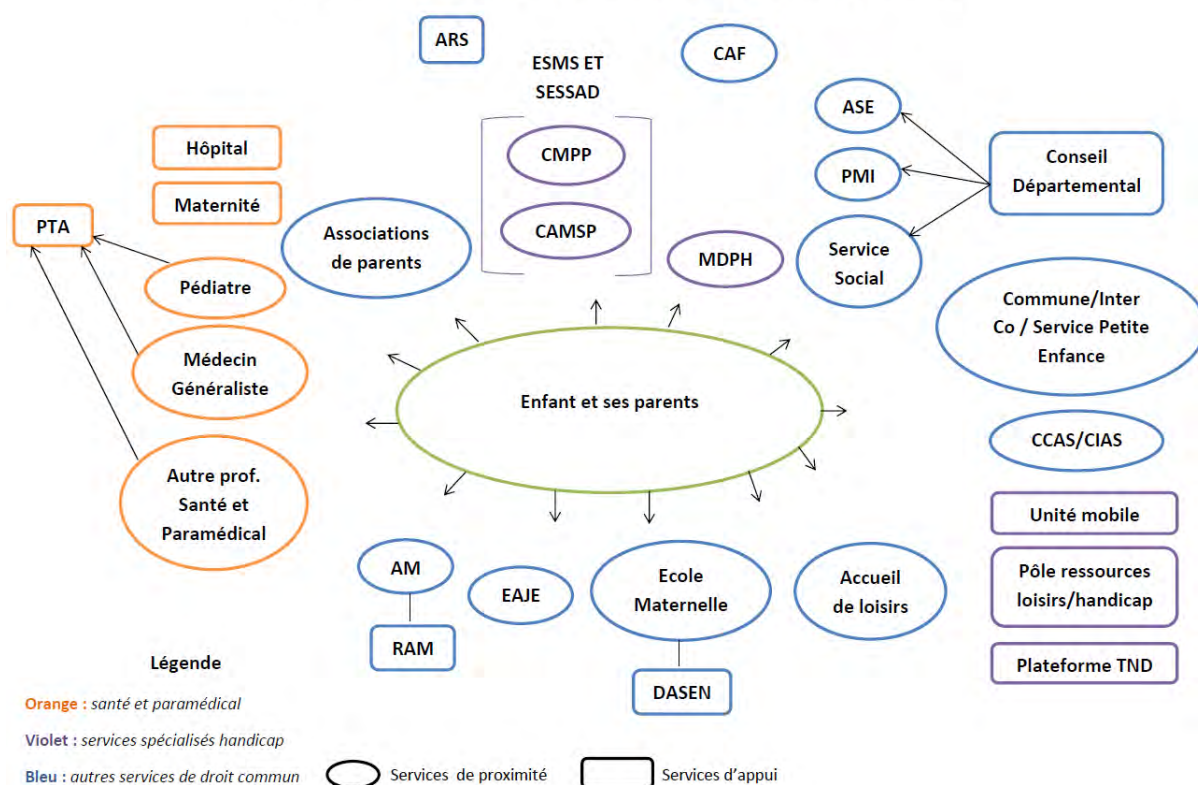 ARS
CAF
ESMS ET
SESSAD
ASE
CMPP
Hôpital
Conseil
Départemental
PMI
Maternité
PTA
Associations
de parents
CAMSP
MDPH
Service
Social
Pédiatre
Commune/Inter
Co / Service Petite
Enfance
Médecin
Généraliste
Enfant et ses parents
CCAS/CIAS
Autre prof.
Santé et
Paramédical
Unité mobile
AM
EAJE
Ecole
Maternelle
Accueil
de loisirs
Pôle ressources
loisirs/handicap
RAM
Plateforme TND
DASEN
Légende
Orange : santé et paramédical
Violet : services spécialisés handicap
Bleu : autres services de droit commun
Services de proximité
Services d'appui